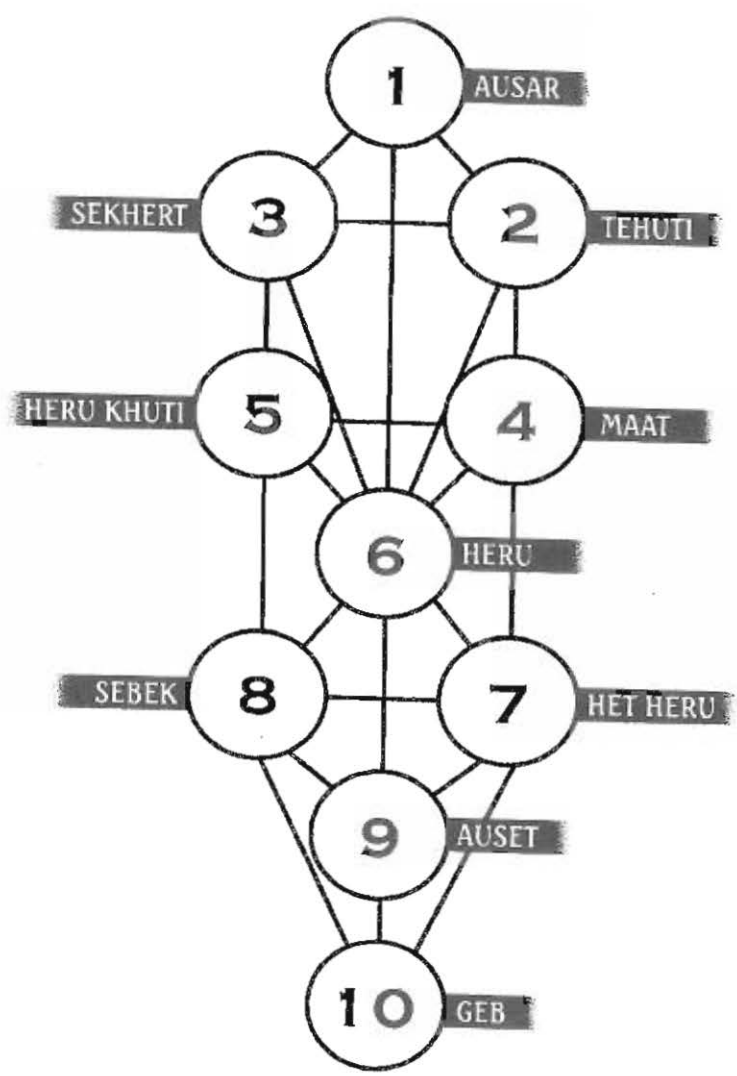 1
AUSAR
SEKHERT
3
2
TEHUTI
HERU KHUTI
5
4
MAAT
6
HERU
SEBEK
8
7
HET HERU
9
AUSET
10
GEB